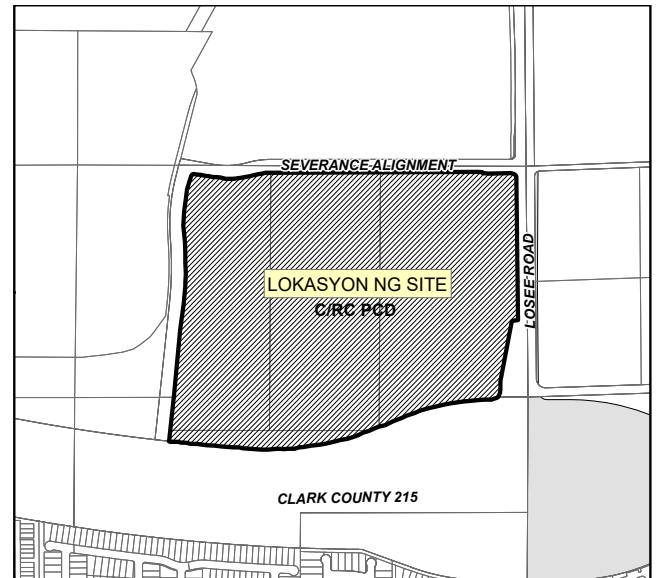 SEVERANCE ALIGNMENT
LOKASYON NG SITE
C/RC PCD
LOSEE ROAD
CLARK COUNTY 215